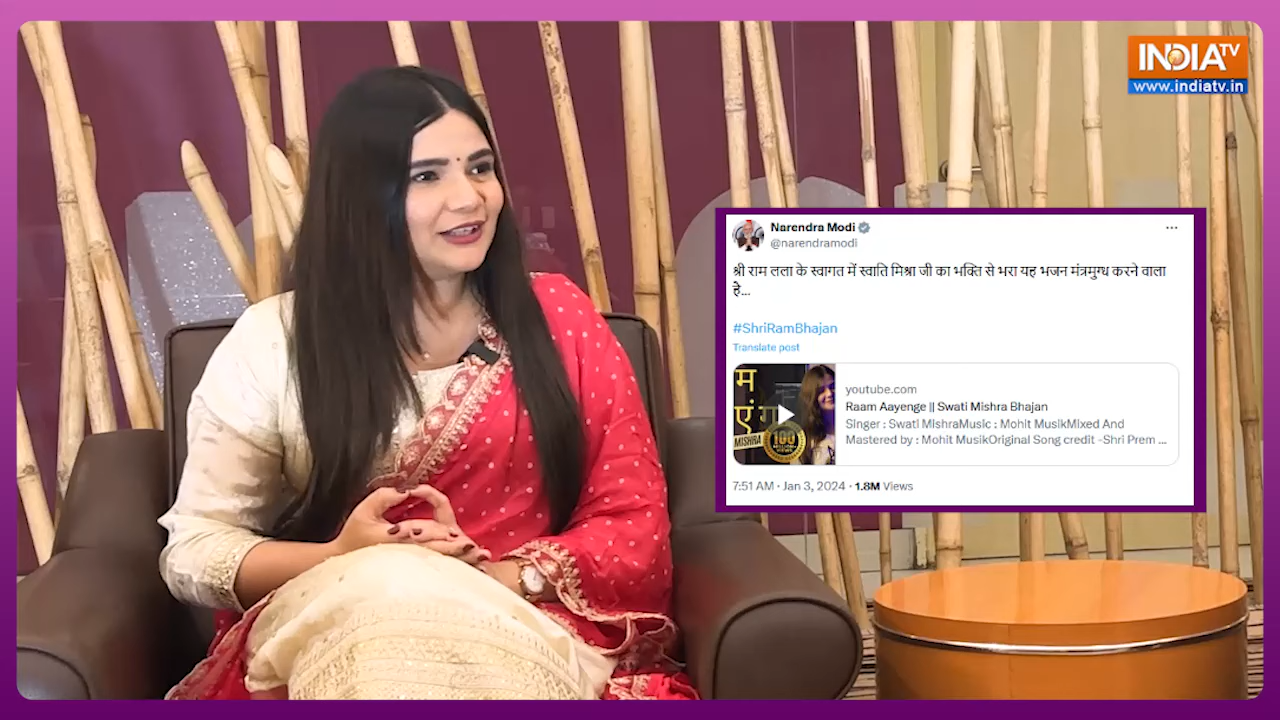 INDIA TV
www.indiatv.in
Narendra Modi
@narendramodi
श्री राम लला के स्वागत में स्वाति मिश्रा जी का भक्ति से भरा यह भजन मंत्रमुग्ध करने वाला
है...
#ShriRamBhajan
Translate post
म
एंगे
MISHRA
100
youtube.com
Raam Aayenge || Swati Mishra Bhajan
Singer : Swati MishraMusic : Mohit MusikMixed And
Mastered by : Mohit MusikOriginal Song credit -Shri Prem ...
7:51 AM · Jan 3, 2024 · 1.8M Views